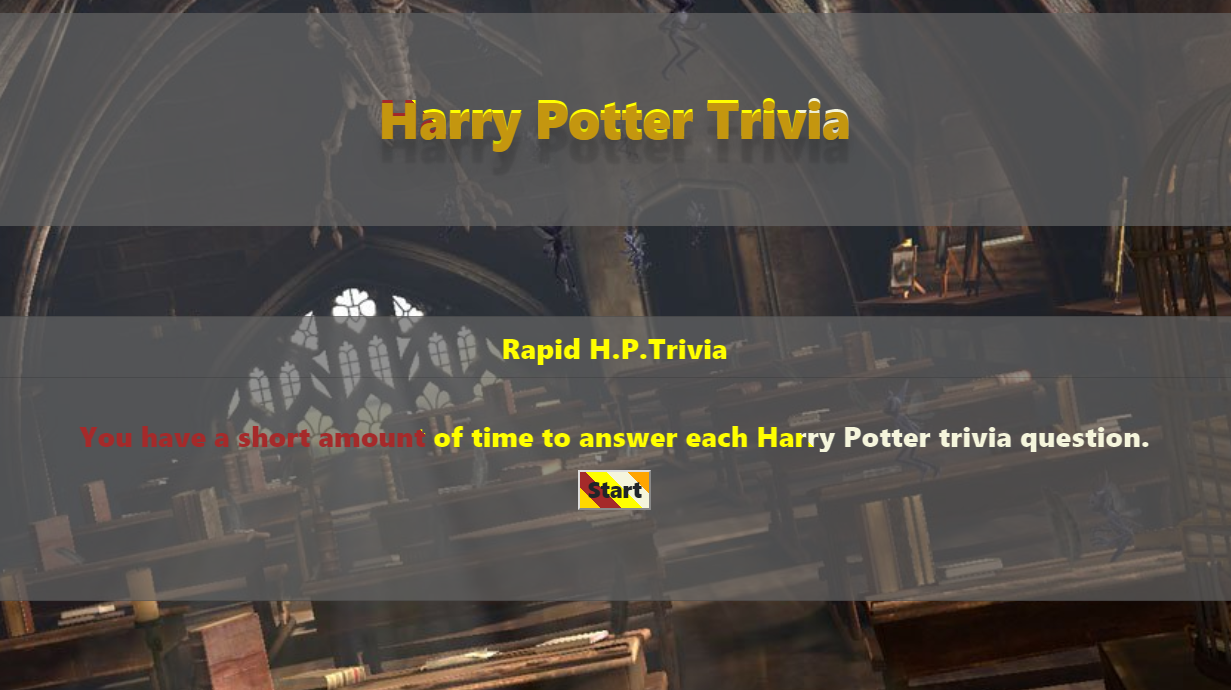 Harry Potter Trivia
Rapid H.P.Trivia
You have a short amount of time to answer each Harry Potter trivia question.
Start